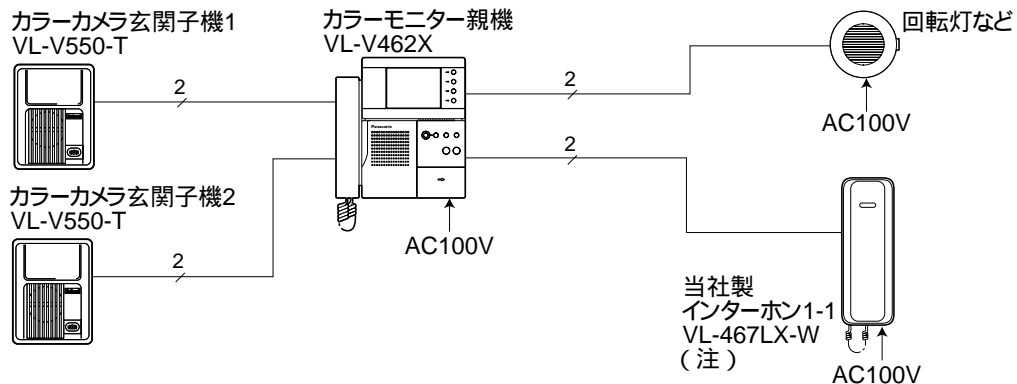 カラーカメラ玄関子機1
VL-V550-T
カラーモニター親機
VL-V462X
回転灯など
2
2
AC100V
Panasonic
2
カラーカメラ玄関子機2
VL-V550-T
AC100V
2
当社製
インターホン1-1
VL-467LX-W
(注)
AC100V